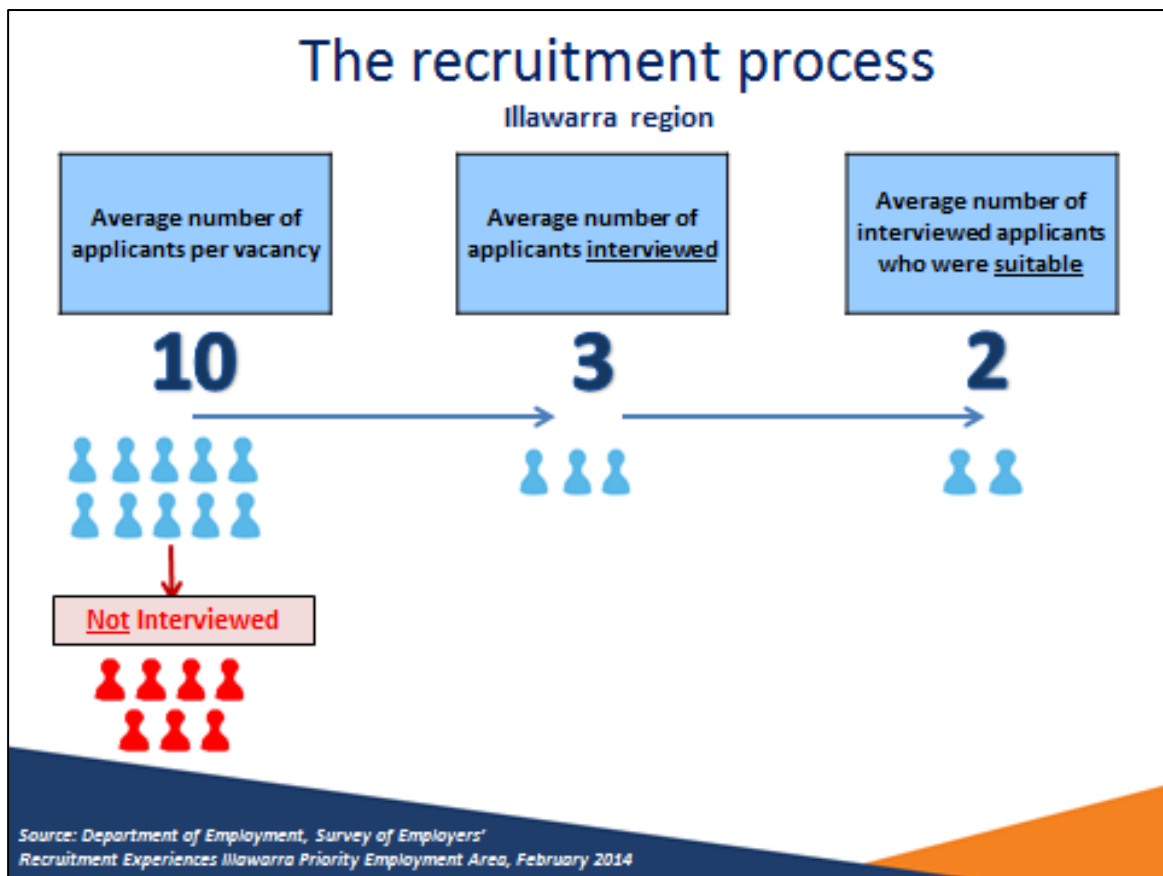 The recruitment process
Illawarra region
Average number of
applicants per vacancy
Average number of
applicants interviewed
Average number of
interviewed applicants
who were suitable
10
3
2
Not Interviewed
Source: Department of Employment, Survey of Employers'
Recruitment Experiences Illawarra Priority Employment Area, February 2014